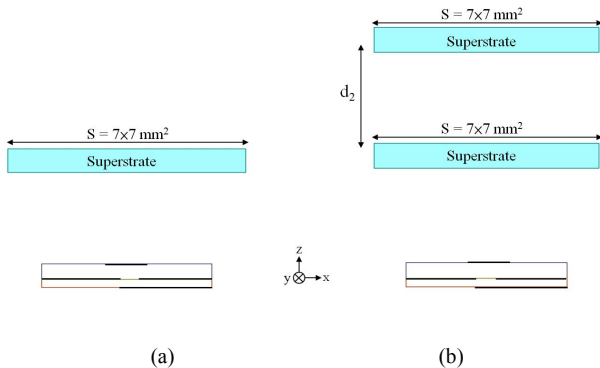 S = 7×7 mm²
Superstrate
S = 7×7 mm²
Superstrate
d₂
S = 7×7 mm²
Superstrate
z
y
x
(a)
(b)